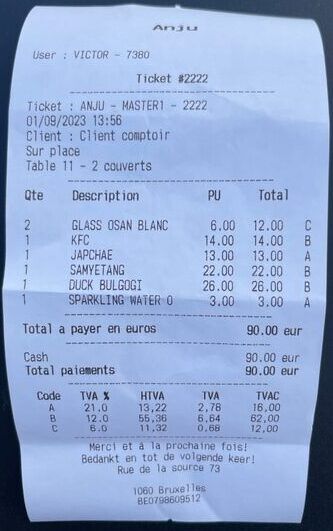 Anju
User : VICTOR - 7380
Ticket #2222
Ticket : ANJU - MASTER1 - 2222
01/09/2023 13:56
Client : Client comptoir
Sur place
Table 11 - 2 couverts
Qte Description PU Total
2 GLASS OSAN BLANC 6.00 12.00 C
1 KFC 14.00 14.00 B
1 JAPCHAE 13.00 13.00 A
1 SAMYETANG 22.00 22.00 B
1 DUCK BULGOGI 26.00 26.00 B
1 SPARKLING WATER 0 3.00 3.00 A
Total a payer en euros 90.00 eur
Cash 90.00 eur
Total paiements 90.00 eur
Code TVA % HTVA TVA TVAC
A 21.0 13,22 2,78 16,00
B 12.0 55,36 6,64 62,00
C 6.0 11,32 0,68 12,00
Merci et à la prochaine fois!
Bedankt en tot de volgende keer!
Rue de la source 73
1060 Bruxelles
BE0798609512